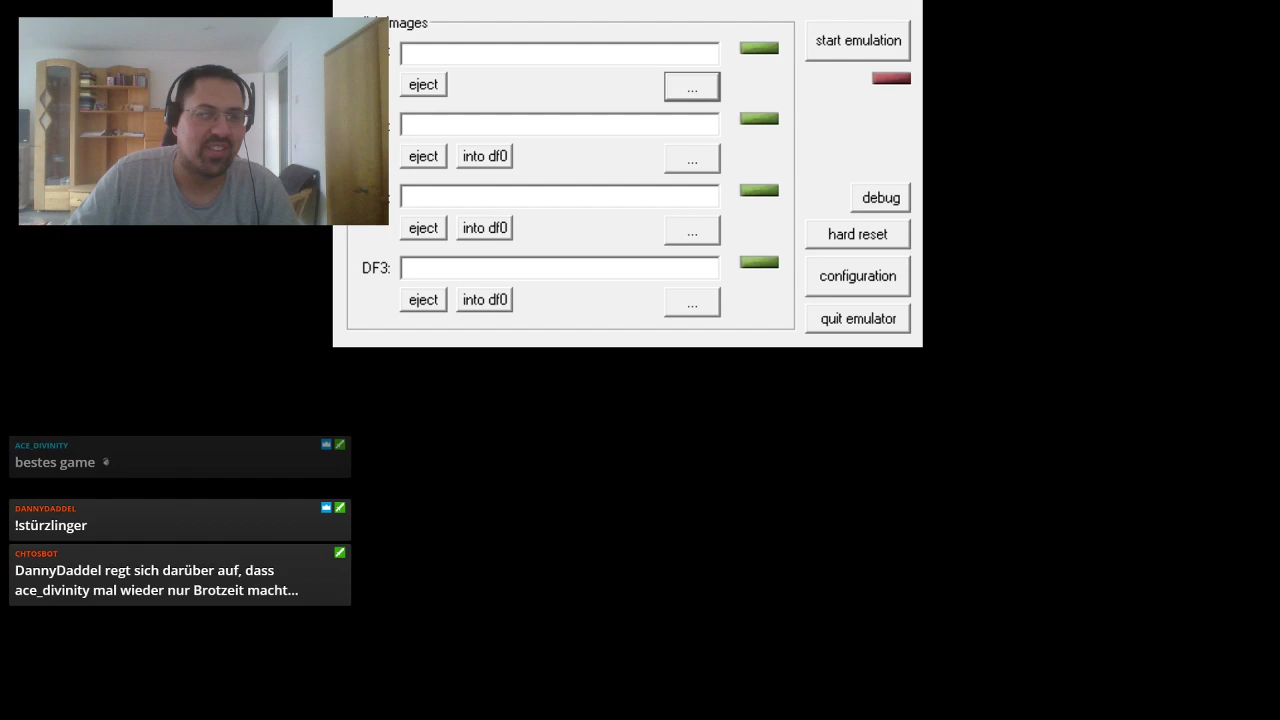 images
start emulation
eject
...
eject
into df0
...
debug
eject
into df0
...
hard reset
DF3:
configuration
eject
into df0
...
quit emulator
ACE_DIVINITY
bestes game
DANNYDADDEL
!stürzlinger
CHTOSBOT
DannyDaddel regt sich darüber auf, dass
ace_divinity mal wieder nur Brotzeit macht...